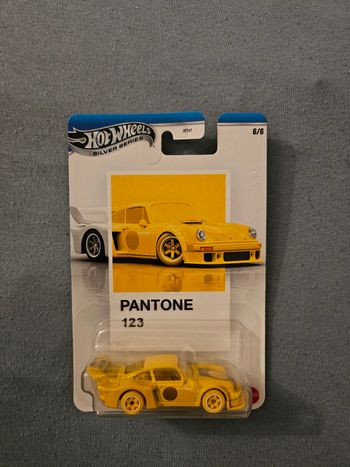 HOT WHEELS
SILVER SERIES
6/6
PANTONE
123